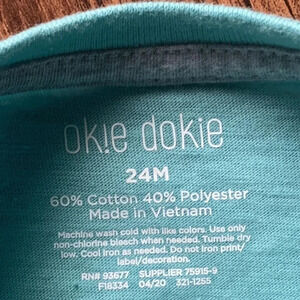 ok!e dokie
24M
60% Cotton 40% Polyester
Made in Vietnam
Machine wash cold with like colors. Use only
non-chlorine bleach when needed. Tumble dry
low. Cool iron as needed. Do not iron print/
label/decoration.
RN# 93677 SUPPLIER 75915-9
F18334 04/20 321-1255